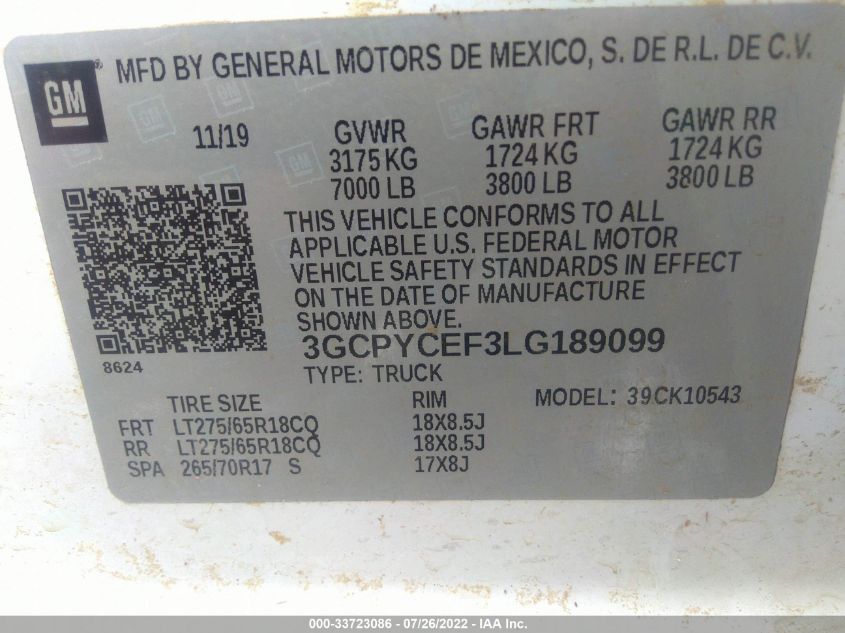 GM ® MFD BY GENERAL MOTORS DE MEXICO, S. DE R.L. DE C.V.
11/19 GVWR GAWR FRT GAWR RR
3175 KG 1724 KG 1724 KG
7000 LB 3800 LB 3800 LB
THIS VEHICLE CONFORMS TO ALL
APPLICABLE U.S. FEDERAL MOTOR
VEHICLE SAFETY STANDARDS IN EFFECT
ON THE DATE OF MANUFACTURE
SHOWN ABOVE.
3GCPYCEF3LG189099
8624
TYPE: TRUCK MODEL: 39CK10543
TIRE SIZE RIM
FRT LT275/65R18CQ 18X8.5J
RR LT275/65R18CQ 18X8.5J
SPA 265/70R17 S 17X8J
000-33723086 - 07/26/2022 - IAA Inc.